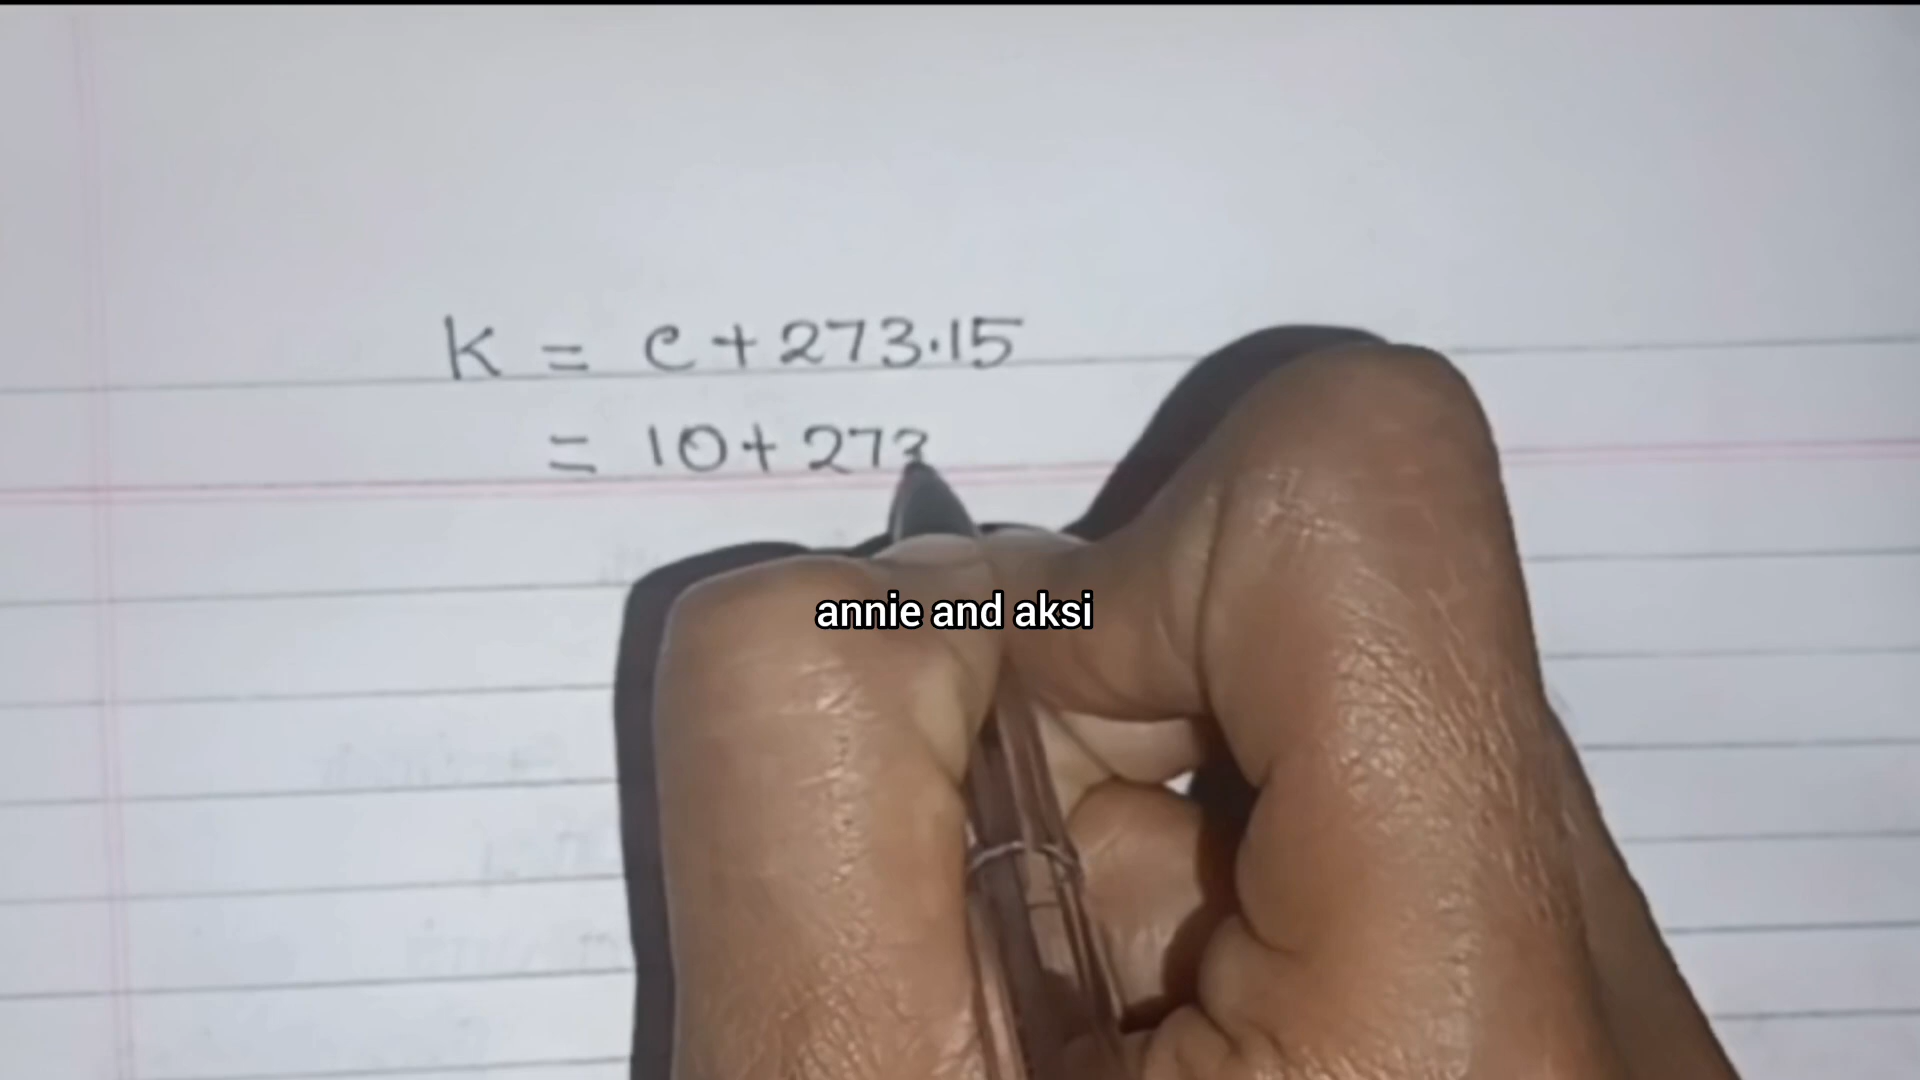 K = C + 273.15
= 10 + 273
annie and aksi